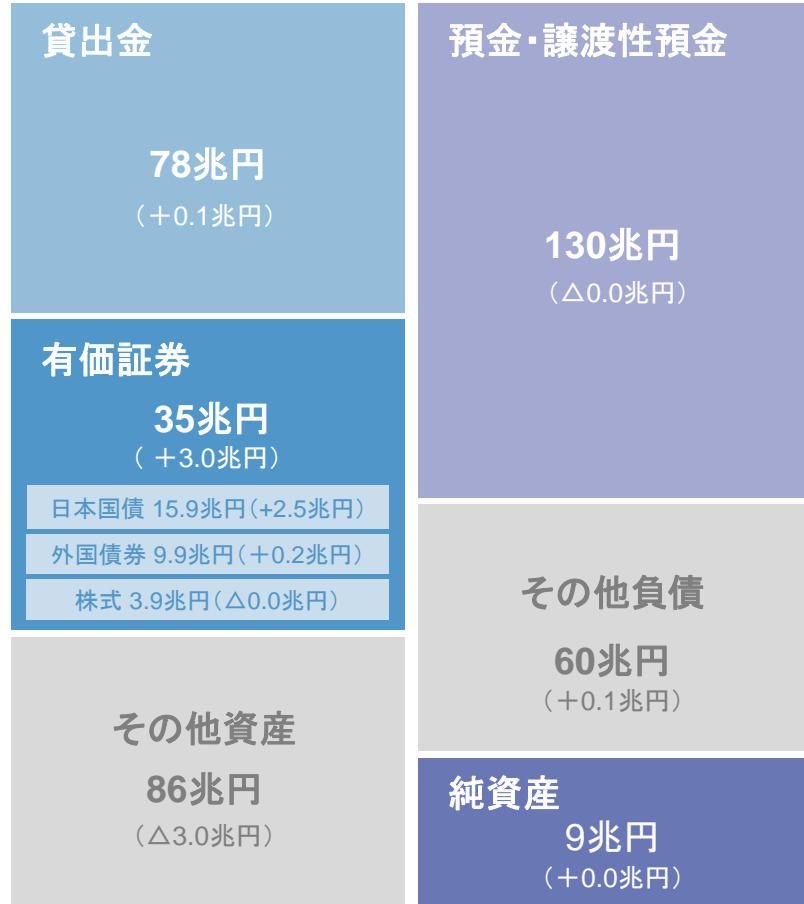 貸出金
78兆円
（＋0.1兆円）
有価証券
35兆円
（ ＋3.0兆円）
日本国債 15.9兆円（+2.5兆円）
外国債券 9.9兆円（＋0.2兆円）
株式 3.9兆円（△0.0兆円）
その他資産
86兆円
（△3.0兆円）
預金・譲渡性預金
130兆円
（△0.0兆円）
その他負債
60兆円
（＋0.1兆円）
純資産
9兆円
（＋0.0兆円）